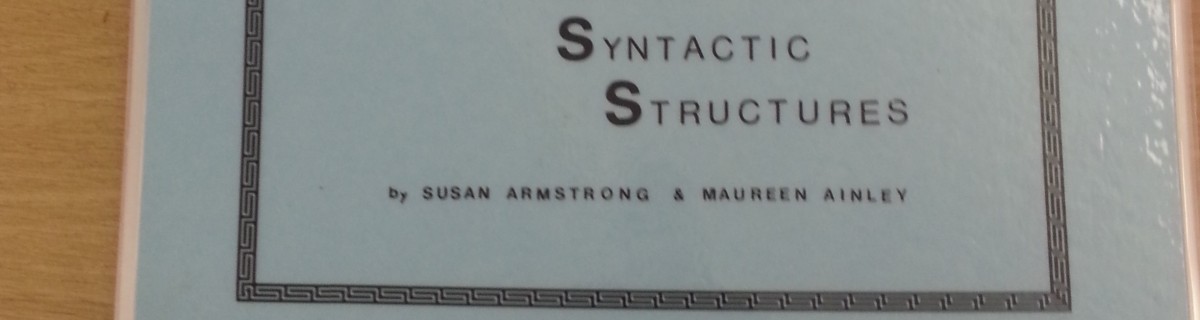 SYNTACTIC
STRUCTURES
by SUSAN ARMSTRONG & MAUREEN AINLEY